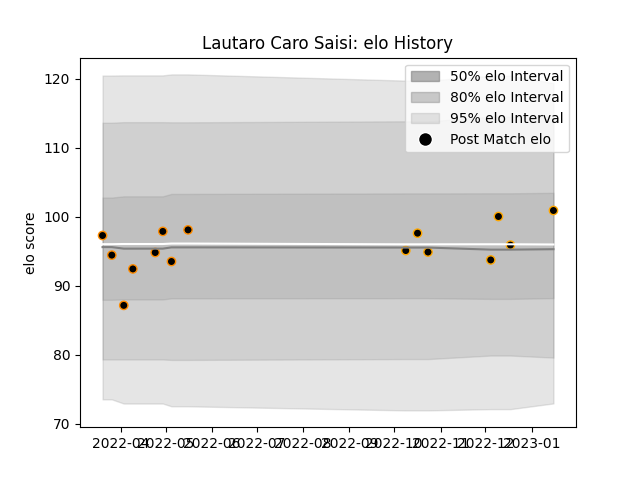 Lautaro Caro Saisi: elo History
120
110
100
90
80
70
elo score
50% elo Interval
80% elo Interval
95% elo Interval
Post Match elo
2022-04 2022-05 2022-06 2022-07 2022-08 2022-09 2022-10 2022-11 2022-12 2023-01